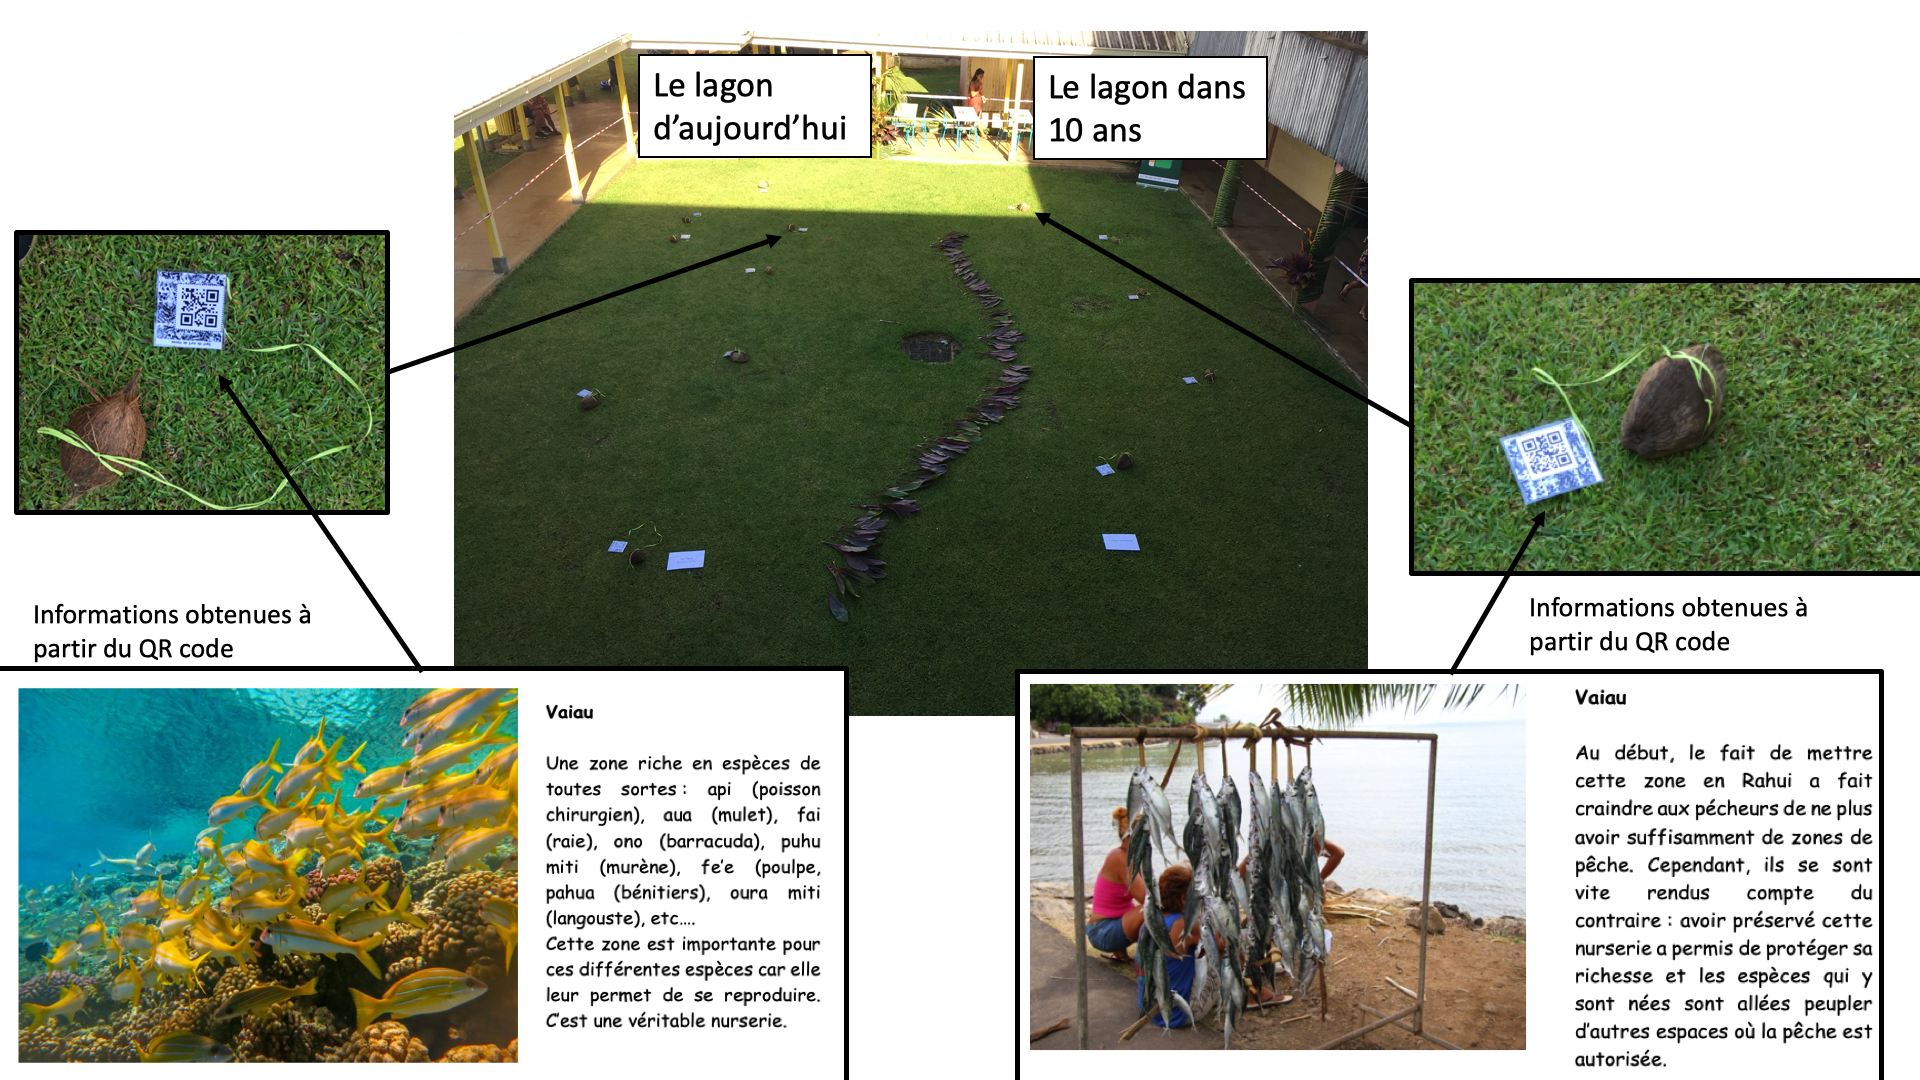 Le lagon
d'aujourd'hui
Le lagon dans
10 ans
Informations obtenues à
partir du QR code
Informations obtenues à
partir du QR code
Vaiau
Une zone riche en espèces de
toutes sortes : api (poisson
chirurgien), aua (mulet), fai
(raie), ono (barracuda), puhu
miti (murène), fe'e (poulpe,
pahua (bénitiers), oura miti
(langouste), etc....
Cette zone est importante pour
ces différentes espèces car elle
leur permet de se reproduire.
C'est une véritable nurserie.
Vaiau
Au début, le fait de mettre
cette zone en Rahui a fait
craindre aux pécheurs de ne plus
avoir suffisamment de zones de
pêche. Cependant, ils se sont
vite rendus compte du
contraire : avoir préservé cette
nurserie a permis de protéger sa
richesse et les espèces qui y
sont nées sont allées peupler
d'autres espaces où la pêche est
autorisée.